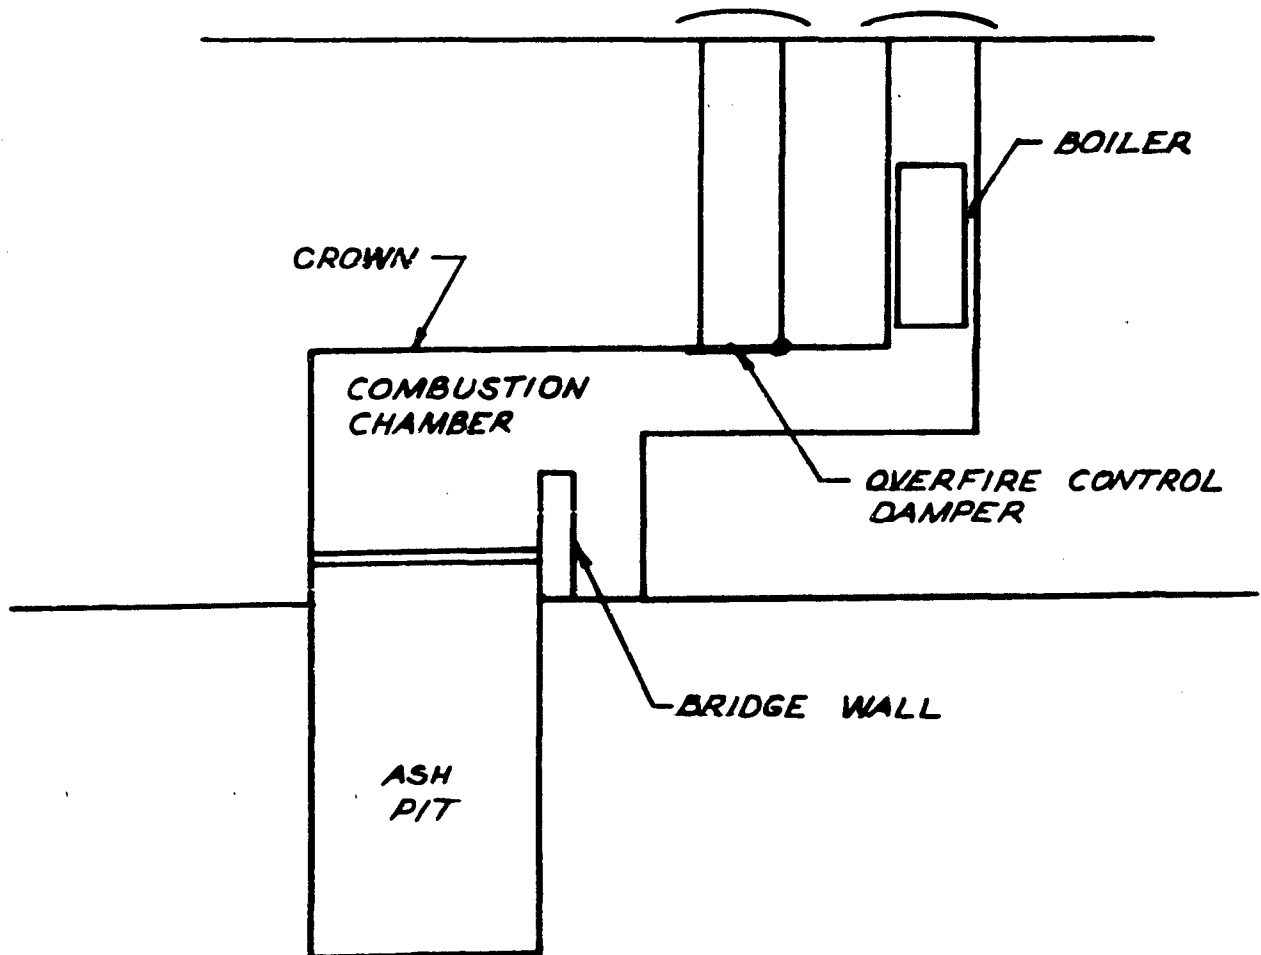 BOILER
CROWN
COMBUSTION
CHAMBER
OVERFIRE CONTROL
DAMPER
BRIDGE WALL
ASH
PIT